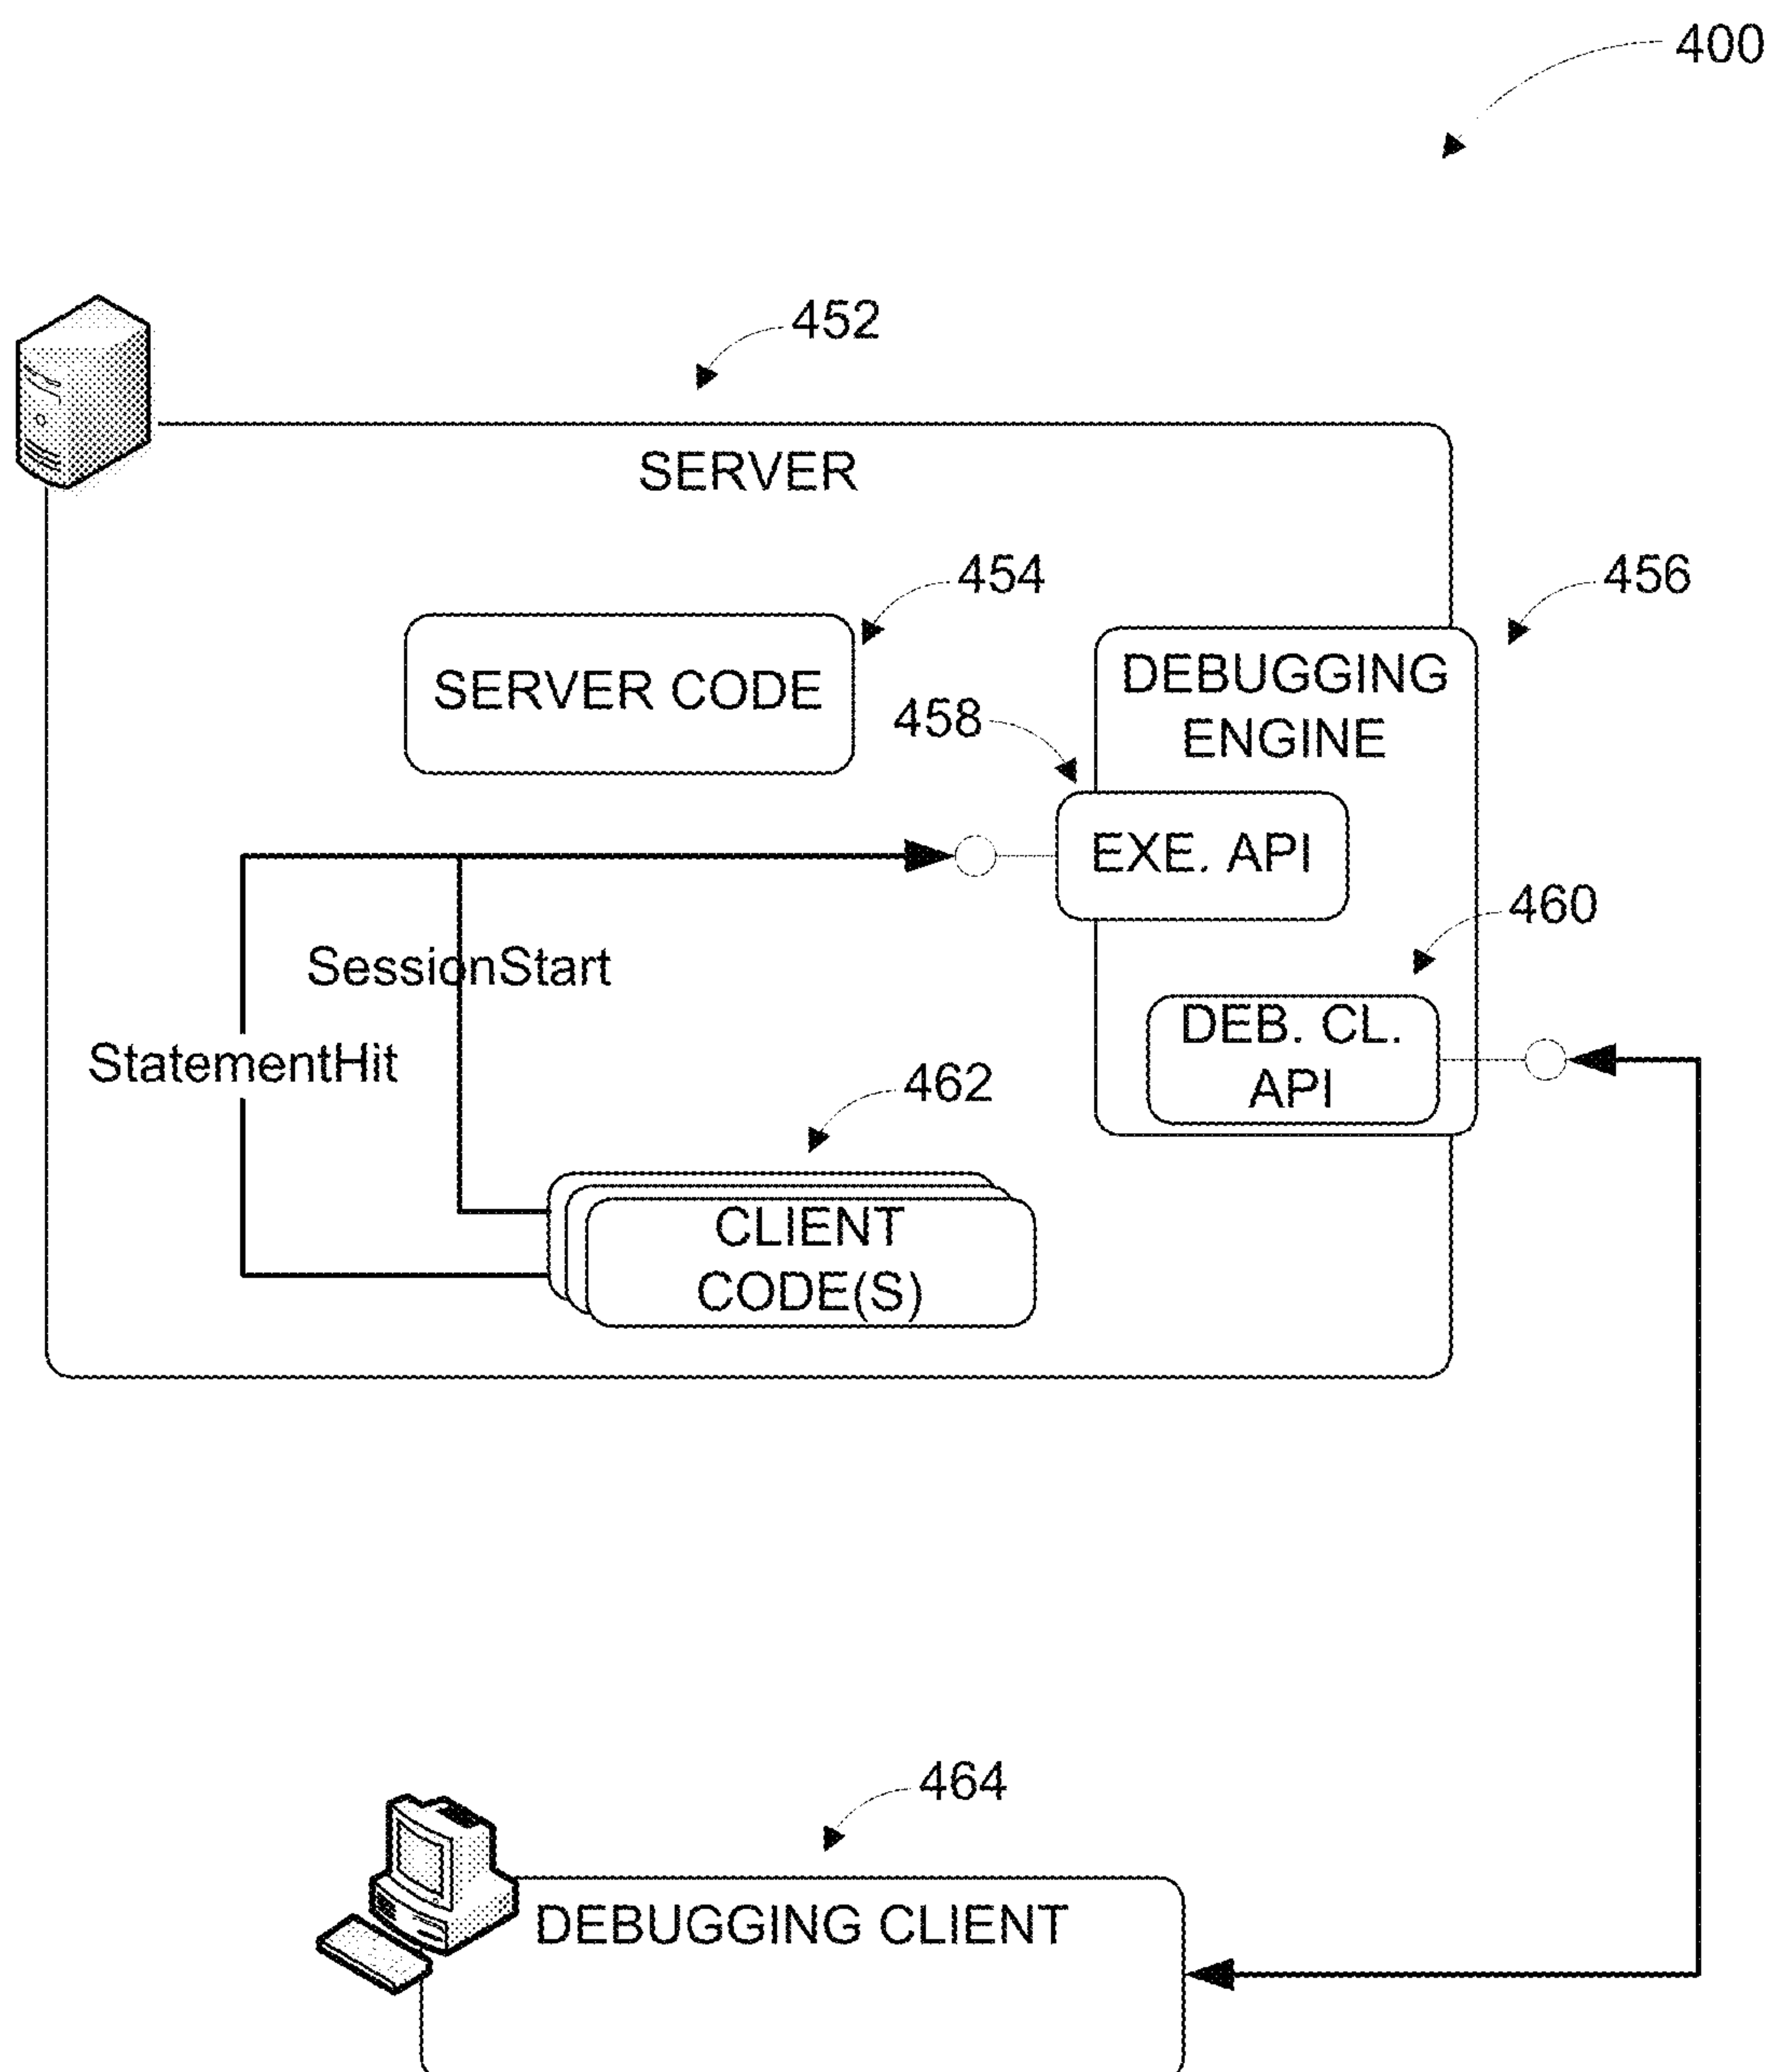 400
452
SERVER
454
456
SERVER CODE
DEBUGGING
ENGINE
458
EXE. API
460
SessionStart
DEB. CL.
API
StatementHit
462
CLIENT
CODE(S)
464
DEBUGGING CLIENT